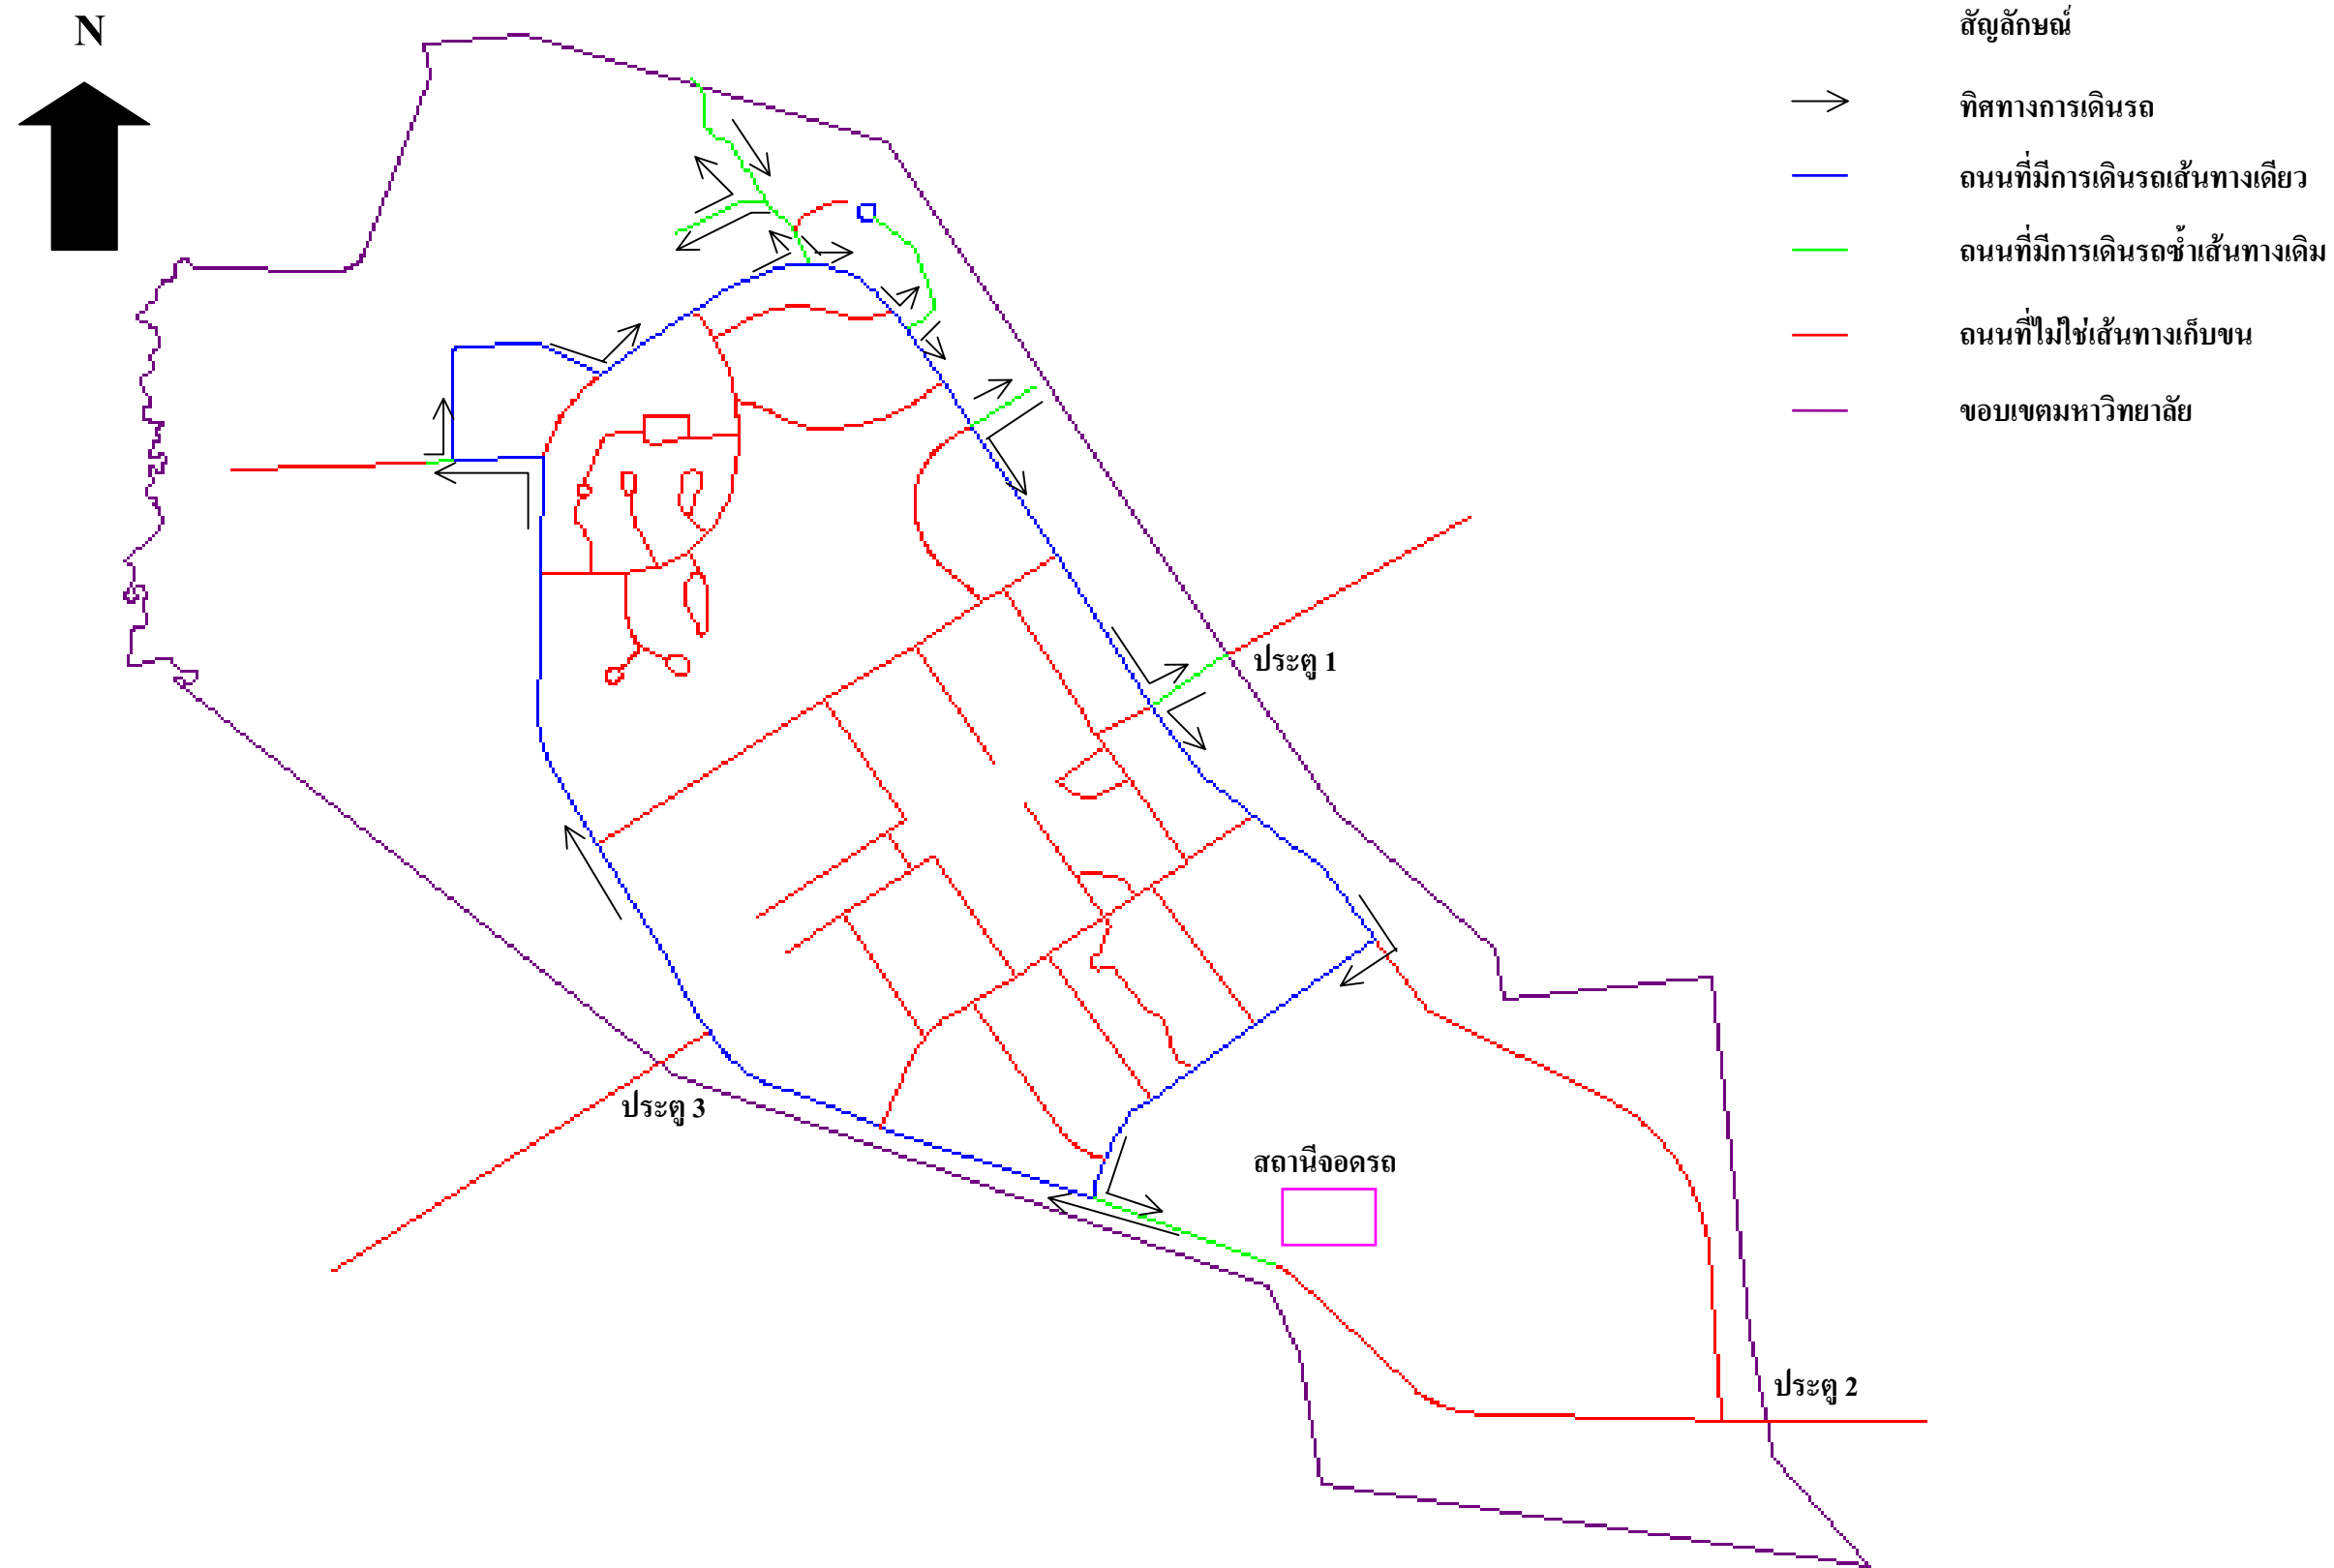 N
สัญลักษณ์
ทิศทางการเดินรถ
ถนนที่มีการเดินรถเส้นทางเดียว
ถนนที่มีการเดินรถซ้ำเส้นทางเดิม
ถนนที่ไม่ใช่เส้นทางเก็บขน
ขอบเขตมหาวิทยาลัย
ประตู 1
ประตู 3
สถานีจอดรถ
ประตู 2